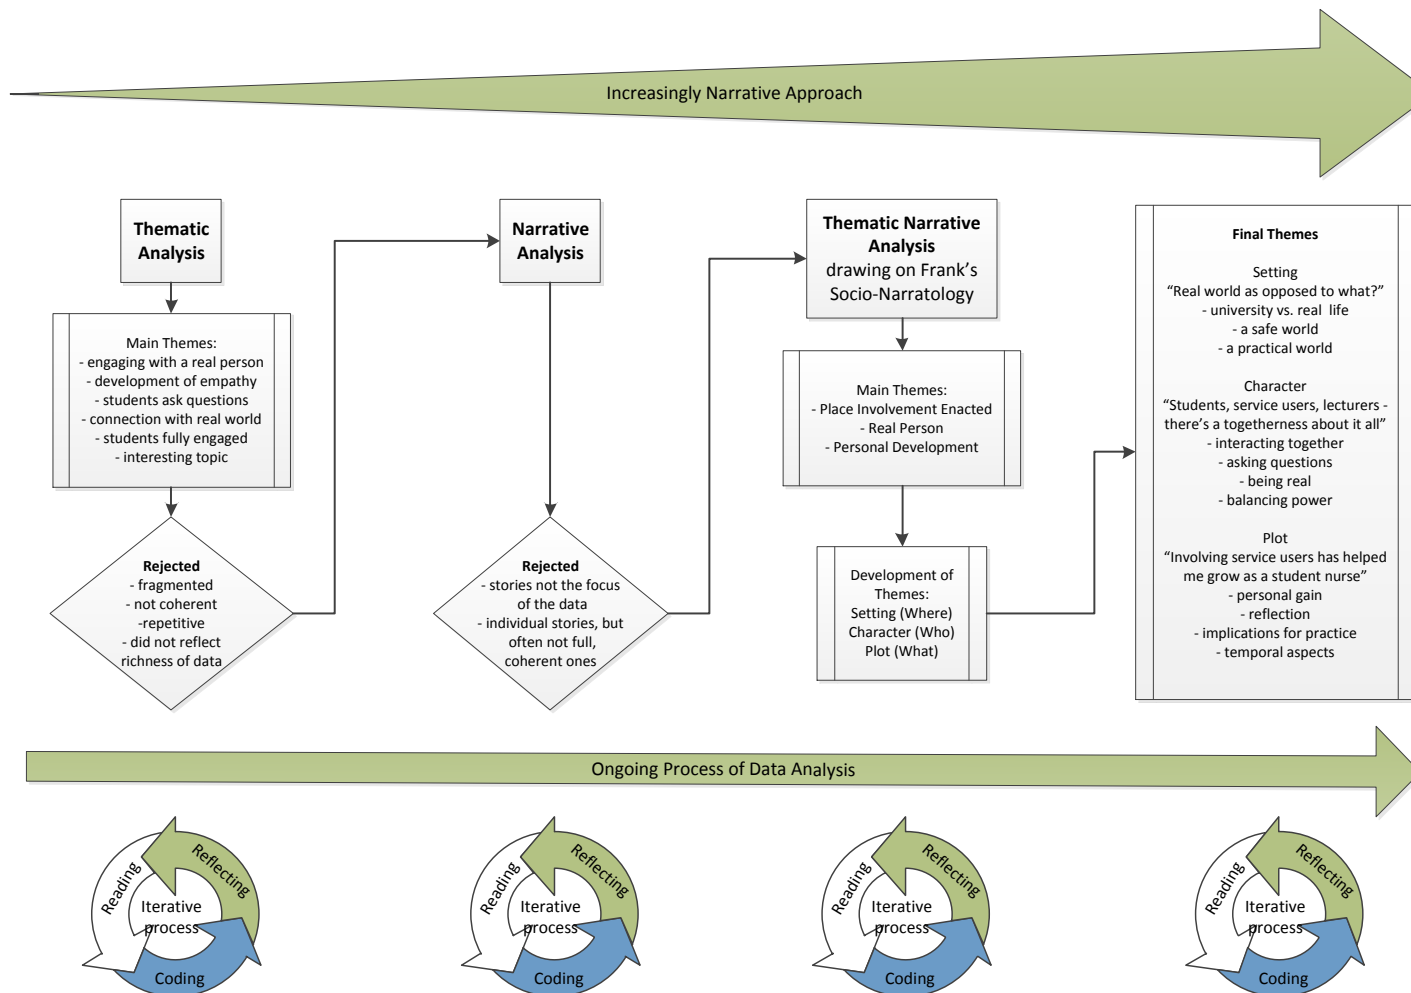 Increasingly Narrative Approach
Thematic
Analysis
Main Themes:
- engaging with a real person
- development of empathy
- students ask questions
- connection with real world
- students fully engaged
- interesting topic
Rejected
- fragmented
- not coherent
-repetitive
- did not reflect
richness of data
Narrative
Analysis
Rejected
- stories not the focus
of the data
- individual stories, but
often not full,
coherent ones
Thematic Narrative
Analysis
drawing on Frank’s
Socio-Narratology
Main Themes:
- Place Involvement Enacted
- Real Person
- Personal Development
Development of
Themes:
Setting (Where)
Character (Who)
Plot (What)
Final Themes
Setting
“Real world as opposed to what?”
- university vs. real life
- a safe world
- a practical world
Character
“Students, service users, lecturers -
there’s a togetherness about it all”
- interacting together
- asking questions
- being real
- balancing power
Plot
“Involving service users has helped
me grow as a student nurse”
- personal gain
- reflection
- implications for practice
- temporal aspects
Ongoing Process of Data Analysis
Reading
Reflecting
Iterative
process
Coding
Reading
Reflecting
Iterative
process
Coding
Reading
Reflecting
Iterative
process
Coding
Reading
Reflecting
Iterative
process
Coding